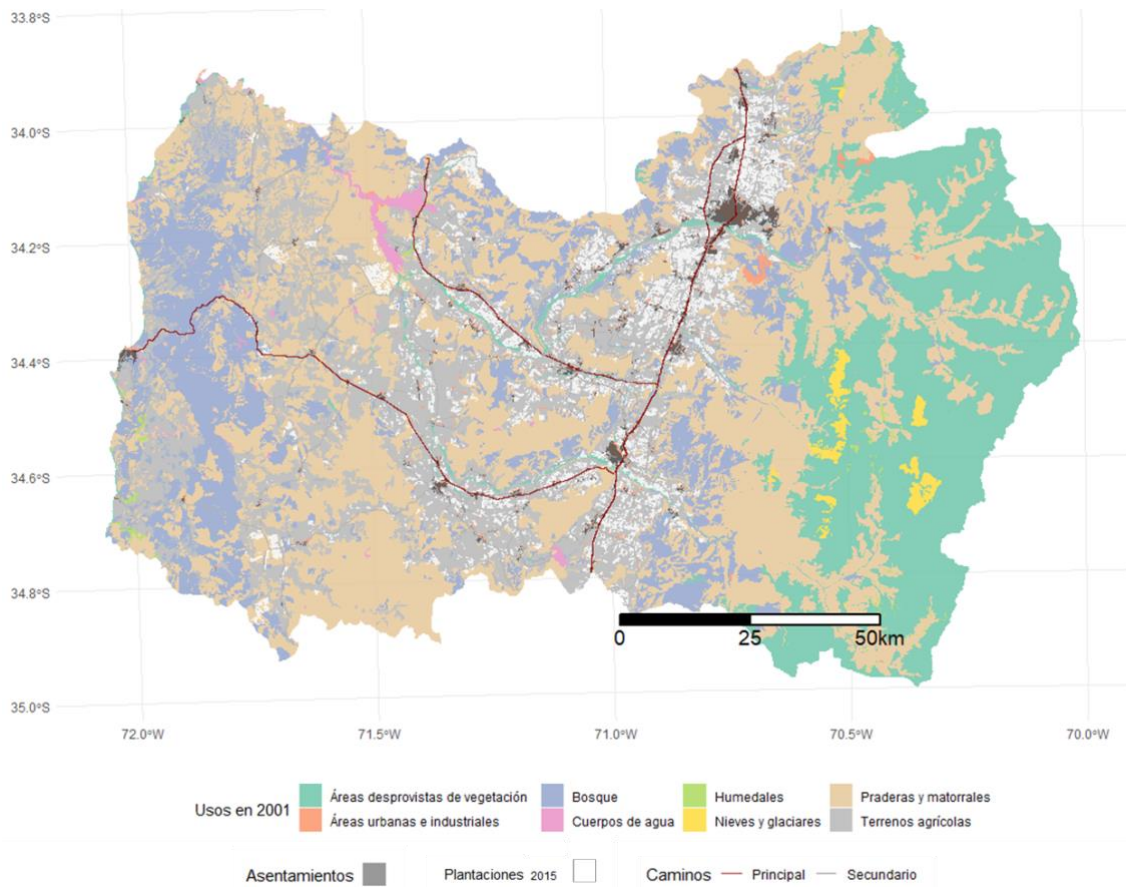 33.8°S
34.0°S
34.2°S
34.4°S
34.6°S
34.8°S
35.0°S
0 25 50km
72.0°W 71.5°W 71.0°W 70.5°W 70.0°W
Usos en 2001
Áreas desprovistas de vegetación Bosque Humedales Praderas y matorrales
Áreas urbanas e industriales Cuerpos de agua Nieves y glaciares Terrenos agrícolas
Asentamientos Plantaciones 2015 Caminos Principal Secundario